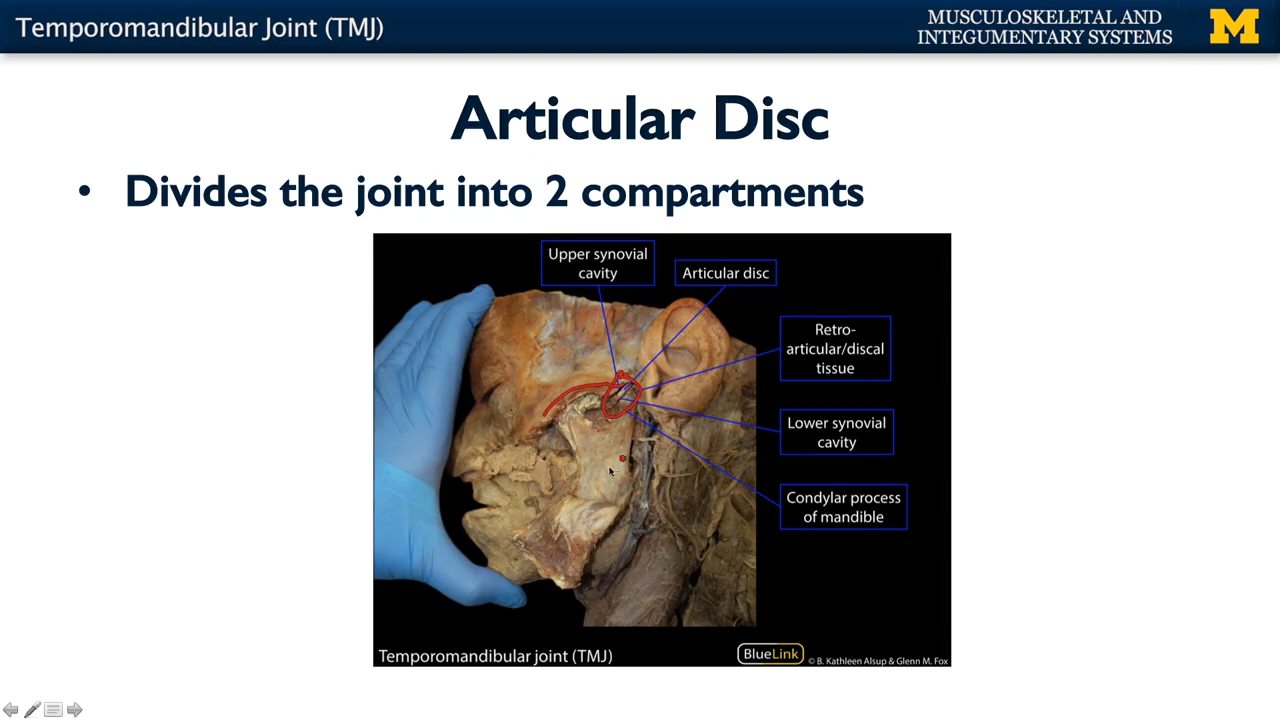 Temporomandibular Joint (TMJ)
MUSCULOSKELETAL AND
INTEGUMENTARY SYSTEMS
M
Articular Disc
• Divides the joint into 2 compartments
Upper synovial
cavity
Articular disc
Retro-
articular/discal
tissue
Lower synovial
cavity
Condylar process
of mandible
Temporomandibular joint (TMJ)
BlueLink
© B. Kathleen Alsup & Glenn M. Fox